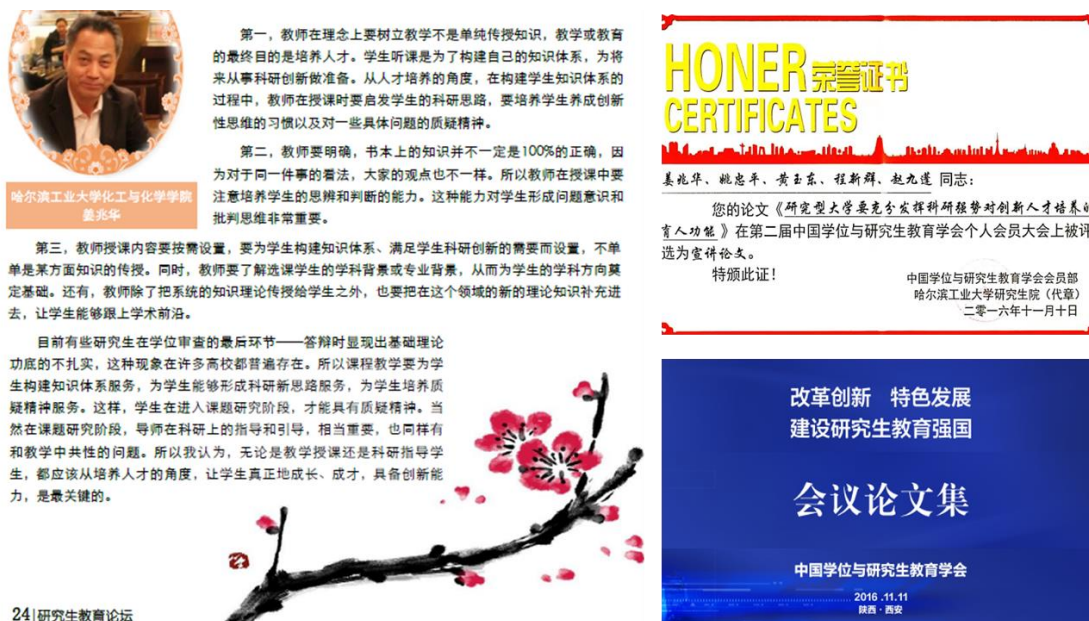 第一，教师在理念上要树立教学不是单纯传授知识，教学或教育
的最终目的是培养人才。学生听课是为了构建自己的知识体系，为将
来从事科研创新做准备。从人才培养的角度，在构建学生知识体系的
过程中，教师在授课时要启发学生的科研思路，要培养学生养成创新
性思维的习惯以及对一些具体问题的质疑精神。
第二，教师要明确，书本上的知识并不一定是100%的正确，因
为对于同一件事的看法，大家的观点也不一样。所以教师在授课中要
注意培养学生的思辨和判断的能力。这种能力对学生形成问题意识和
批判思维非常重要。
哈尔滨工业大学化工与化学学院
姜兆华
第三，教师授课内容要按需设置，要为学生构建知识体系、满足学生科研创新的需要而设置，不单
单是某方面知识的传授。同时，教师要了解选课学生的学科背景或专业背景，从而为学生的学科方向奠
定基础。还有，教师除了把系统的知识理论传授给学生之外，也要把在这个领域的新的理论知识补充进
去，让学生能够跟上学术前沿。
目前有些研究生在学位审查的最后环节——答辩时显现出基础理论
功底的不扎实，这种现象在许多高校都普遍存在。所以课程教学要为学
生构建知识体系服务，为学生能够形成科研新思路服务，为学生培养质
疑精神服务。这样，学生在进入课题研究阶段，才能具有质疑精神。当
然在课题研究阶段，导师在科研上的指导和引导，相当重要，也同样有
和教学中共性的问题。所以我认为，无论是教学授课还是科研指导学
生，都应该从培养人才的角度，让学生真正地成长、成才，具备创新能
力，是最关键的。
24|研究生教育论坛
HONER荣誉证书
CERTIFICATES
姜兆华、姚忠平、黄玉东、程新群、赵九蓬 同志：
您的论文《研究型大学要充分发挥科研强势对创新人才培养的
育人功能 》在第二届中国学位与研究生教育学会个人会员大会上被评
选为宣讲论文。
特颁此证！
中国学位与研究生教育学会会员部
哈尔滨工业大学研究生院（代章）
二零一六年十一月十日
改革创新 特色发展
建设研究生教育强国
会议论文集
中国学位与研究生教育学会
2016 .11.11
陕西·西安